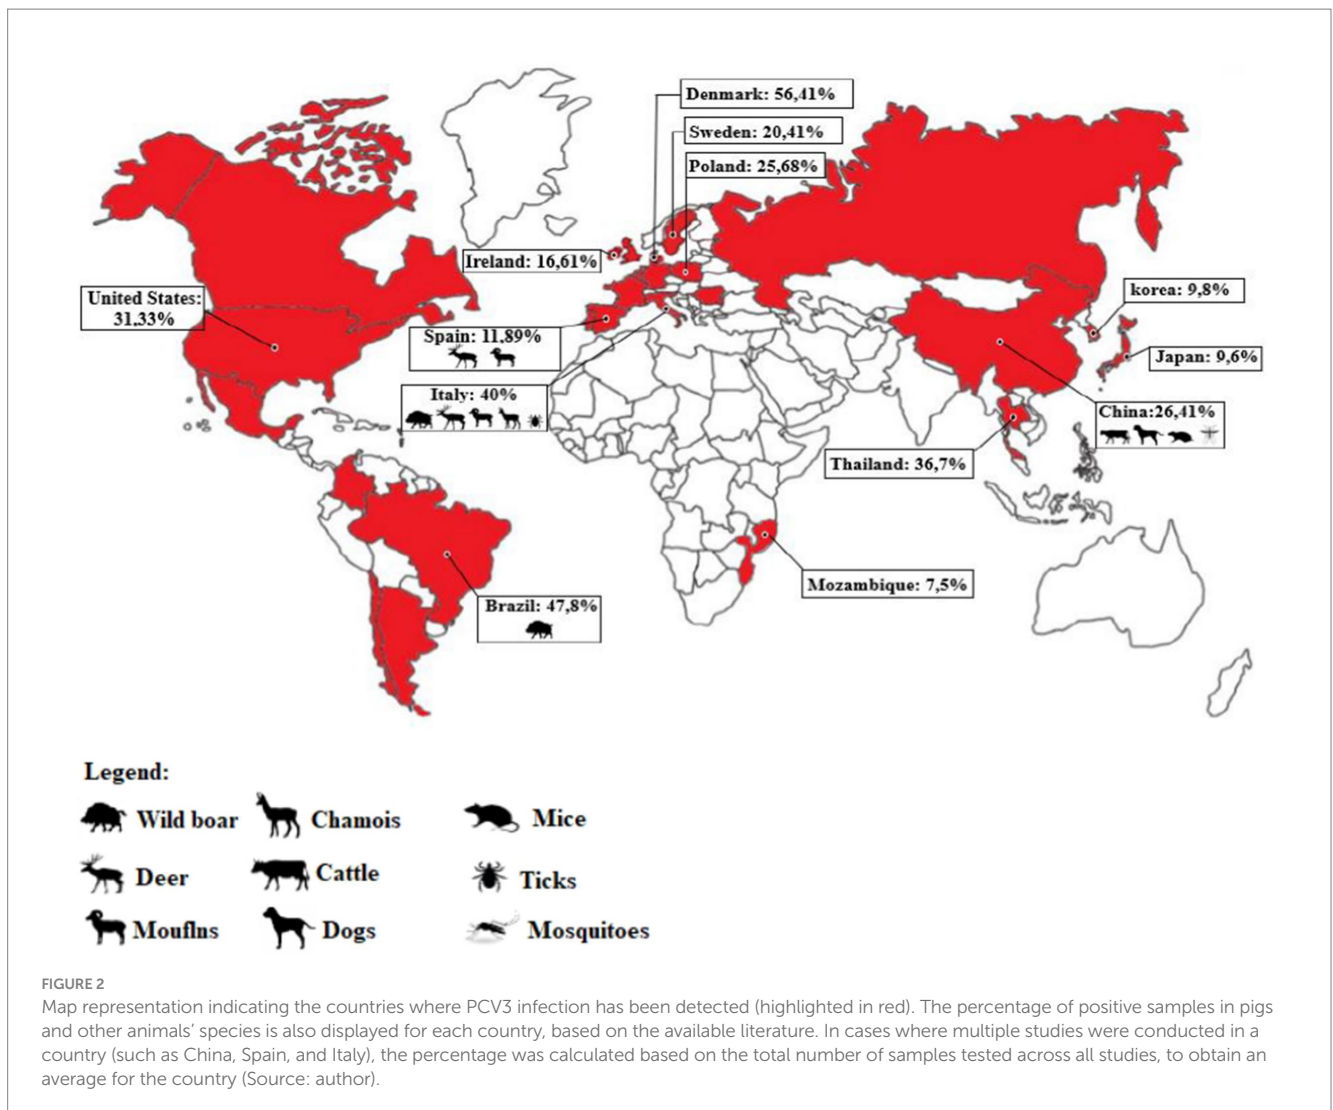 Denmark: 56,41%
Sweden: 20,41%
Poland: 25,68%
Ireland: 16,61%
United States:
31,33%
korea: 9,8%
Spain: 11,89%
Japan: 9,6%
Italy: 40%
China:26,41%
Thailand: 36,7%
Mozambique: 7,5%
Brazil: 47,8%
Legend:
Wild boar
Chamois
Mice
Deer
Cattle
Ticks
Mouflns
Dogs
Mosquitoes
FIGURE 2
Map representation indicating the countries where PCV3 infection has been detected (highlighted in red). The percentage of positive samples in pigs
and other animals’ species is also displayed for each country, based on the available literature. In cases where multiple studies were conducted in a
country (such as China, Spain, and Italy), the percentage was calculated based on the total number of samples tested across all studies, to obtain an
average for the country (Source: author).